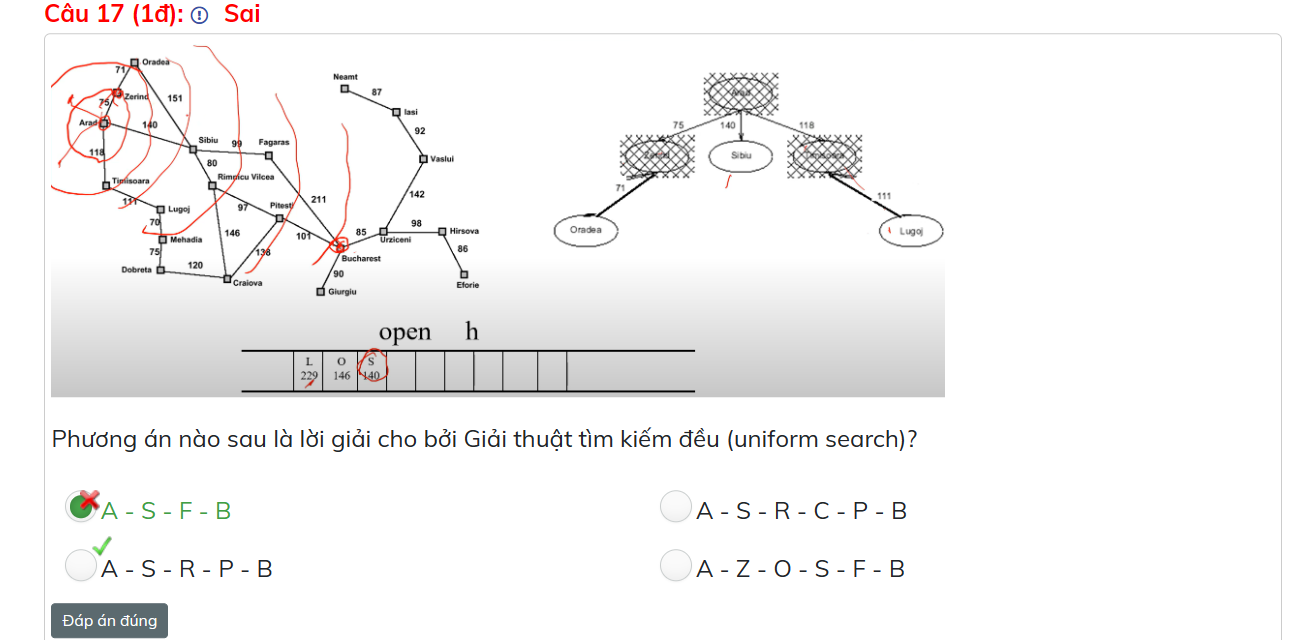 Câu 17 (1đ): Sai
Oradea
71
Neamt
87
Zerind
75
151
Iasi
Arad
140
92
Sibiu
99
Fagaras
118
Vaslui
80
Rimnicu Vilcea
Timisoara
142
211
111
Lugoj
97
Pitesti
70
98
Hirsova
146
85
Mehadia
101
Urziceni
86
75
138
Bucharest
120
90
Dobreta
Craiova
Eforie
Giurgiu
Arad
75
140
118
Zerind
Sibiu
Timisoara
71
111
Oradea
Lugoj
open h
L O S
229 146 140
Phương án nào sau là lời giải cho bởi Giải thuật tìm kiếm đều (uniform search)?
A - S - F - B
A - S - R - C - P - B
A - S - R - P - B
A - Z - O - S - F - B
Đáp án đúng